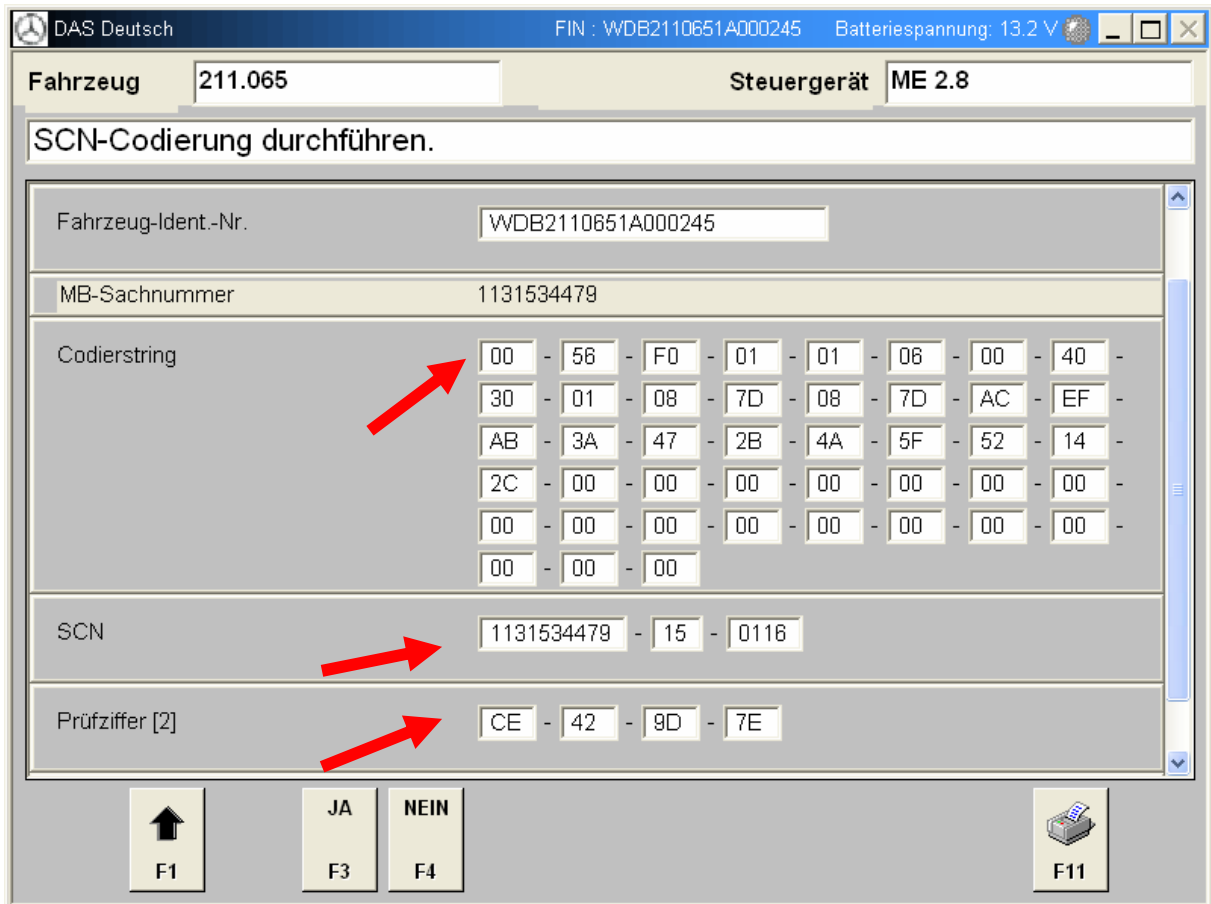 DAS Deutsch FIN : WDB2110651A000245 Batteriespannung: 13.2 V
Fahrzeug 211.065 Steuergerät ME 2.8
SCN-Codierung durchführen.
Fahrzeug-Ident.-Nr. WDB2110651A000245
MB-Sachnummer 1131534479
Codierstring 00 - 56 - F0 - 01 - 01 - 06 - 00 - 40 -
30 - 01 - 08 - 7D - 08 - 7D - AC - EF -
AB - 3A - 47 - 2B - 4A - 5F - 52 - 14 -
2C - 00 - 00 - 00 - 00 - 00 - 00 - 00 -
00 - 00 - 00 - 00 - 00 - 00 - 00 - 00 -
00 - 00 - 00
SCN 1131534479 - 15 - 0116
Prüfziffer [2] CE - 42 - 9D - 7E
JA NEIN
F1 F3 F4 F11